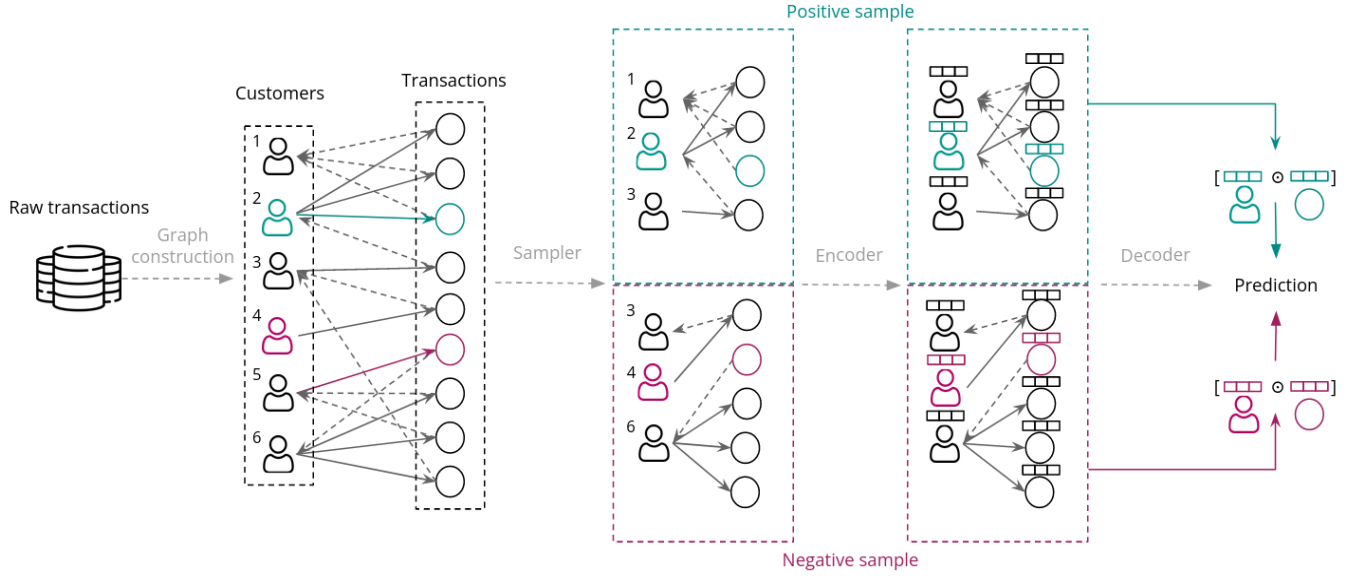 Positive sample
Transactions
Customers
1
2
3
4
5
6
Raw transactions
Graph
construction
Sampler
1
2
3
3
4
6
Encoder
Decoder
[ ⊙ ]
Prediction
[ ⊙ ]
Negative sample